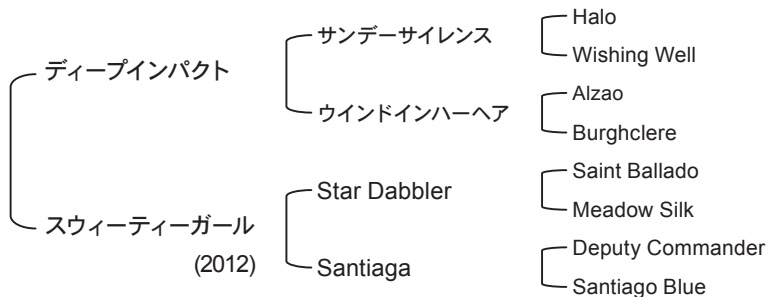 ディープインパクト
サンデーサイレンス
Halo
Wishing Well
ウインドインハーヘア
Alzao
Burghclere
スウィーティーガール
(2012)
Star Dabbler
Saint Ballado
Meadow Silk
Santiaga
Deputy Commander
Santiago Blue